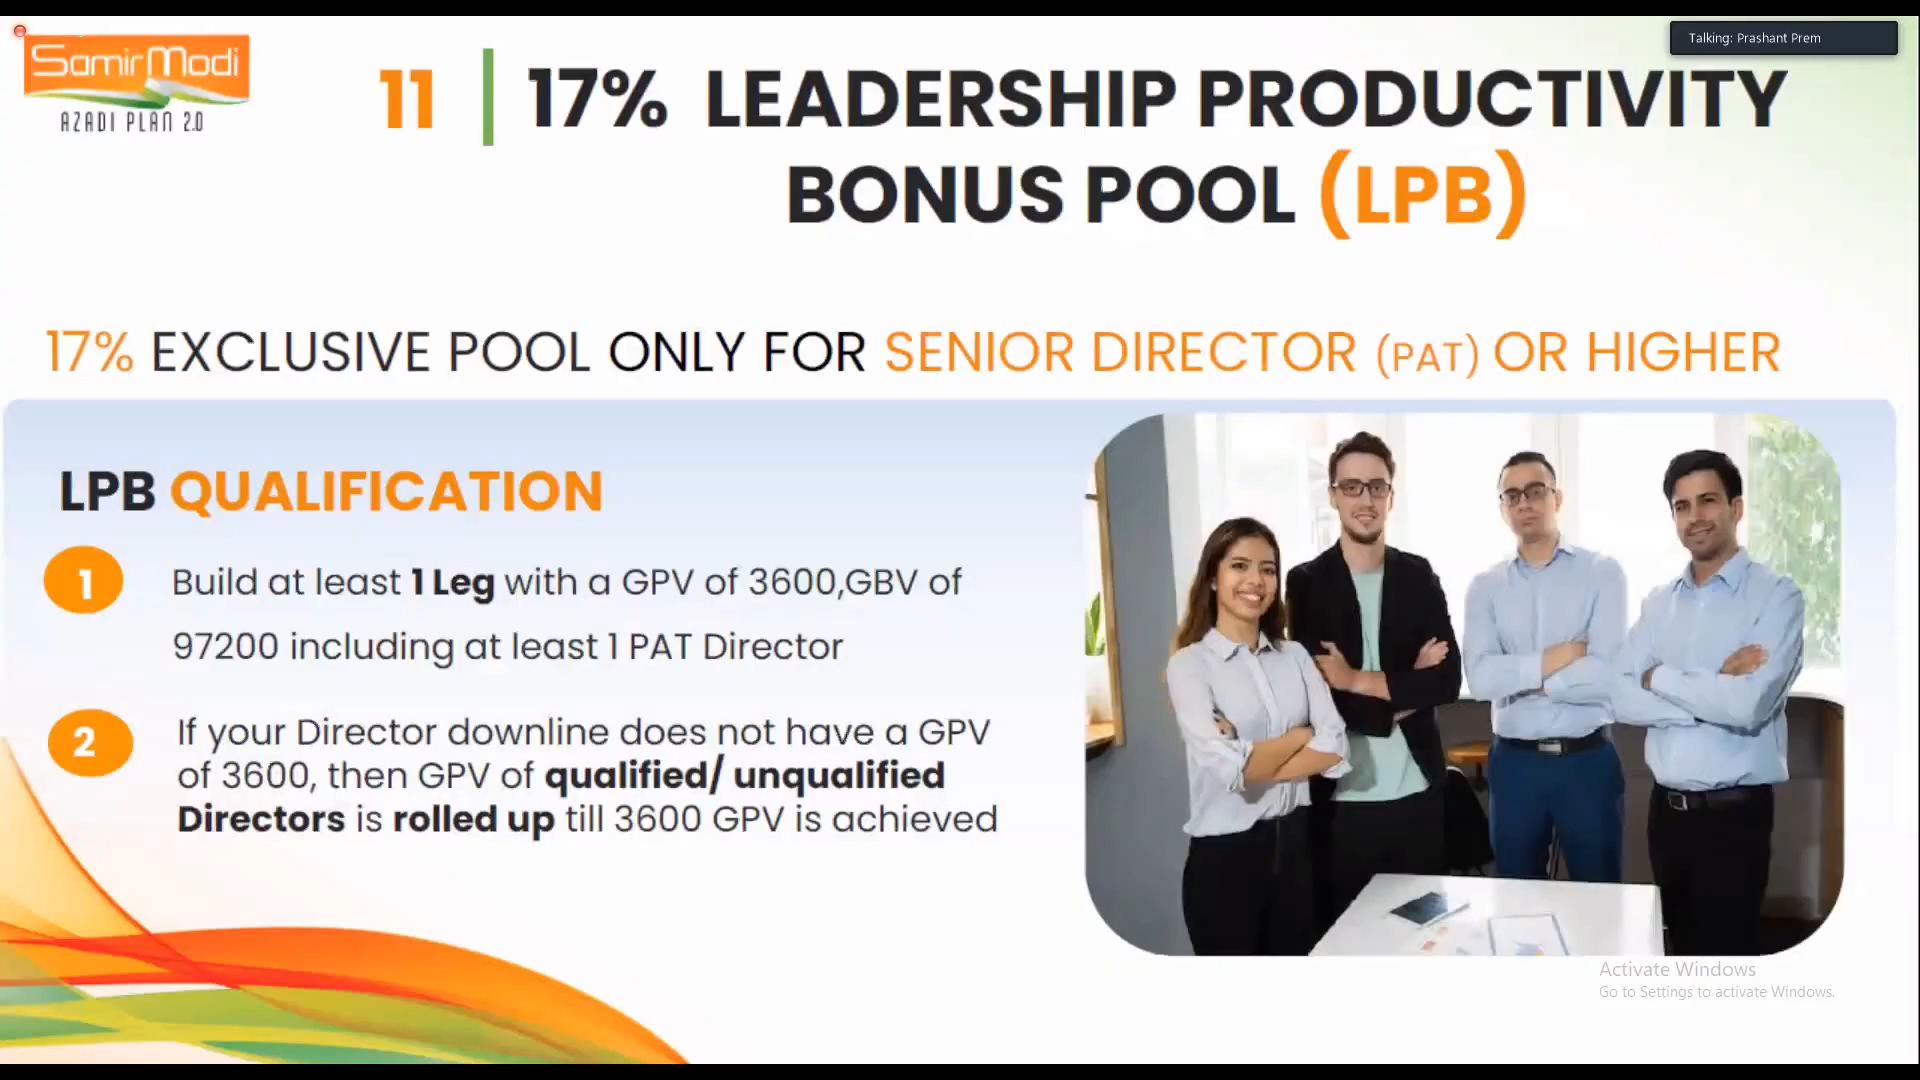 Talking: Prashant Prem
SamirModi
AZADI PLAN 2.0
11 17% LEADERSHIP PRODUCTIVITY
BONUS POOL (LPB)
17% EXCLUSIVE POOL ONLY FOR SENIOR DIRECTOR (PAT) OR HIGHER
LPB QUALIFICATION
1 Build at least 1 Leg with a GPV of 3600,GBV of
97200 including at least 1 PAT Director
2 If your Director downline does not have a GPV
of 3600, then GPV of qualified/ unqualified
Directors is rolled up till 3600 GPV is achieved
Activate Windows
Go to Settings to activate Windows.